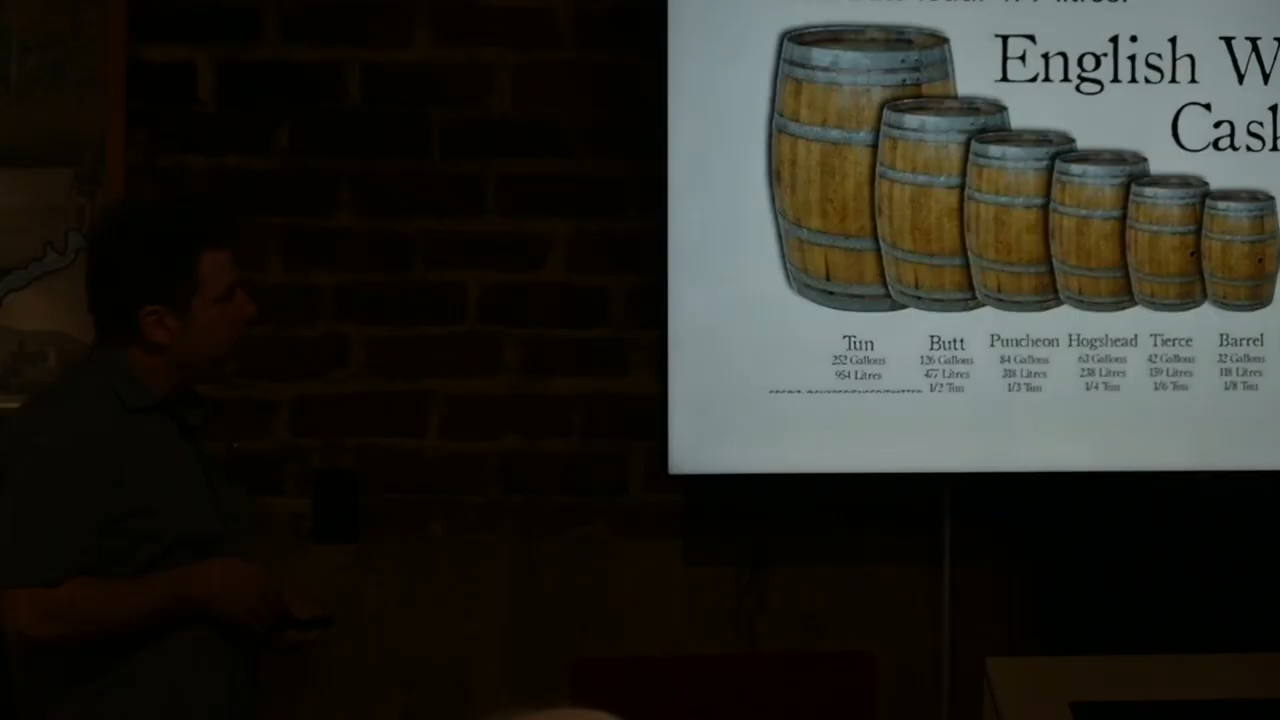 English W
Cask
Tun
252 Gallons
954 Litres
Butt
126 Gallons
477 Litres
1/2 Tun
Puncheon
84 Gallons
318 Litres
1/3 Tun
Hogshead
63 Gallons
238 Litres
1/4 Tun
Tierce
42 Gallons
159 Litres
1/6 Tun
Barrel
32 Gallons
118 Litres
1/8 Tun